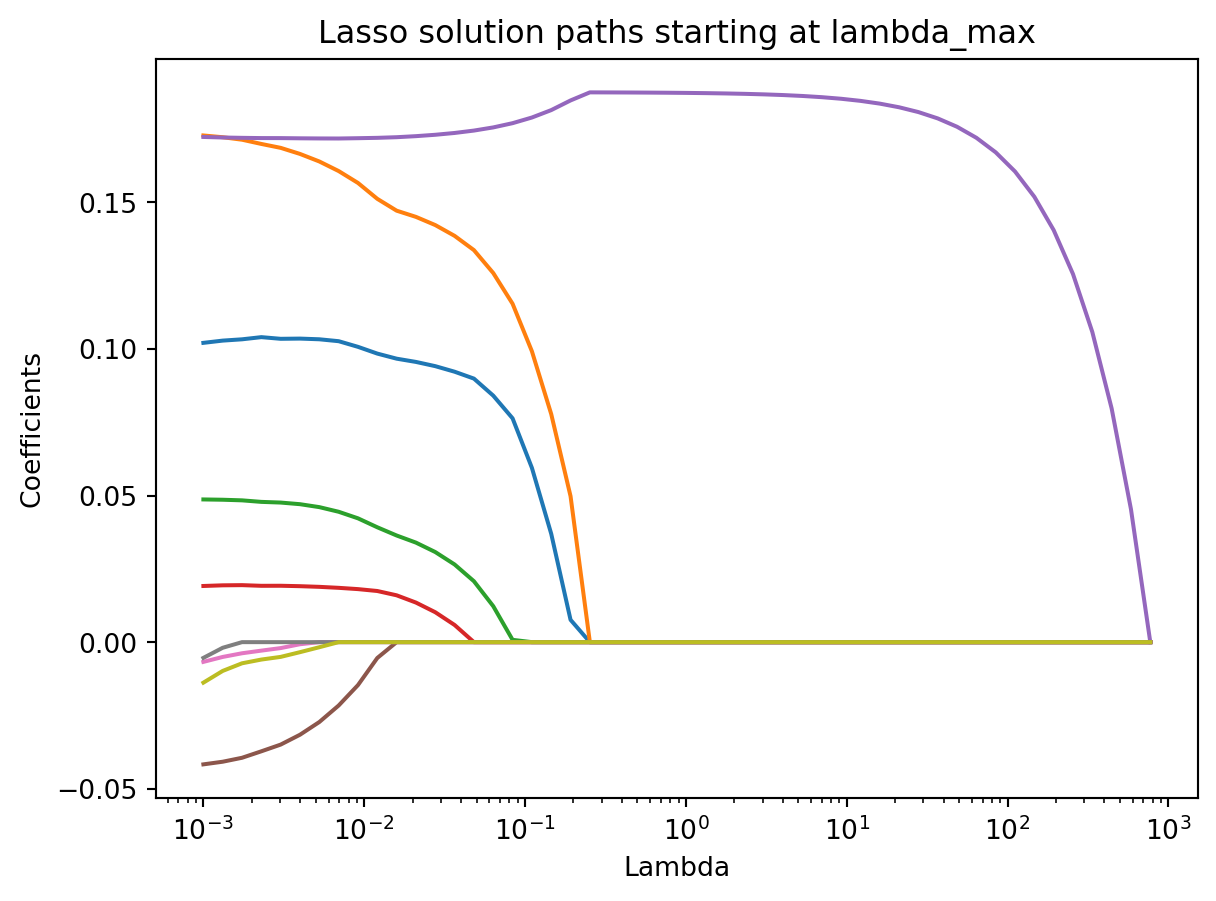 Lasso solution paths starting at lambda_max
Coefficients
0.15
0.10
0.05
0.00
−0.05
10⁻³ 10⁻² 10⁻¹ 10⁰ 10¹ 10² 10³
Lambda